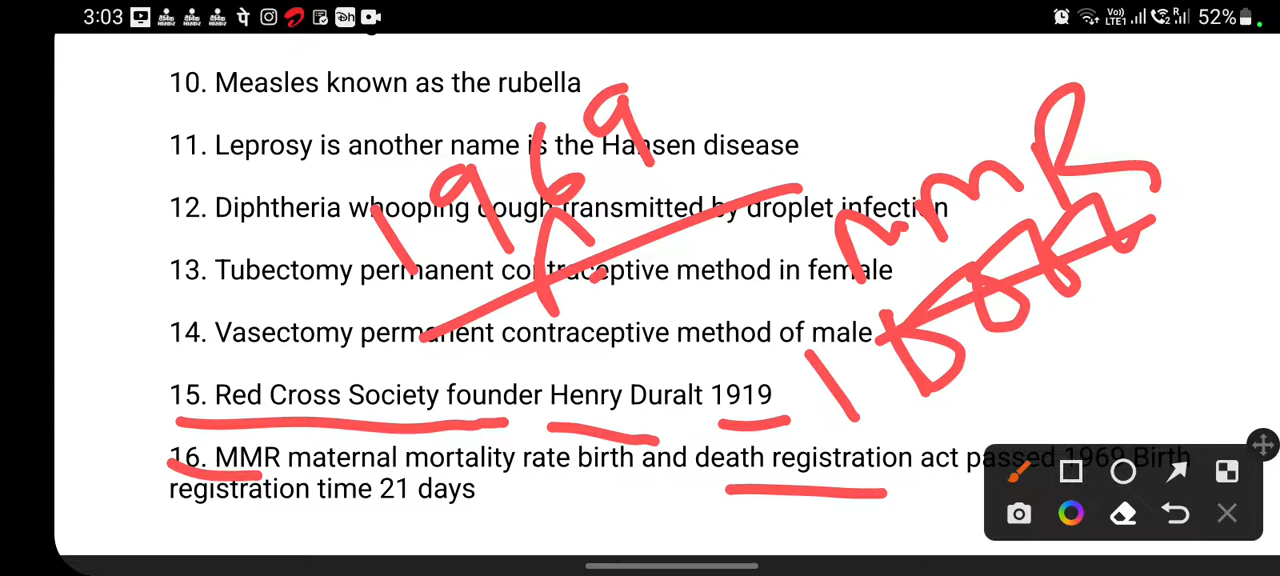 3:03 52%
10. Measles known as the rubella
11. Leprosy is another name is the Hansen disease
12. Diphtheria whooping cough transmitted by droplet infection
13. Tubectomy permanent contraceptive method in female
14. Vasectomy permanent contraceptive method of male
15. Red Cross Society founder Henry Duralt 1919
16. MMR maternal mortality rate birth and death registration act passed 1969 Birth
registration time 21 days
1969
MMR